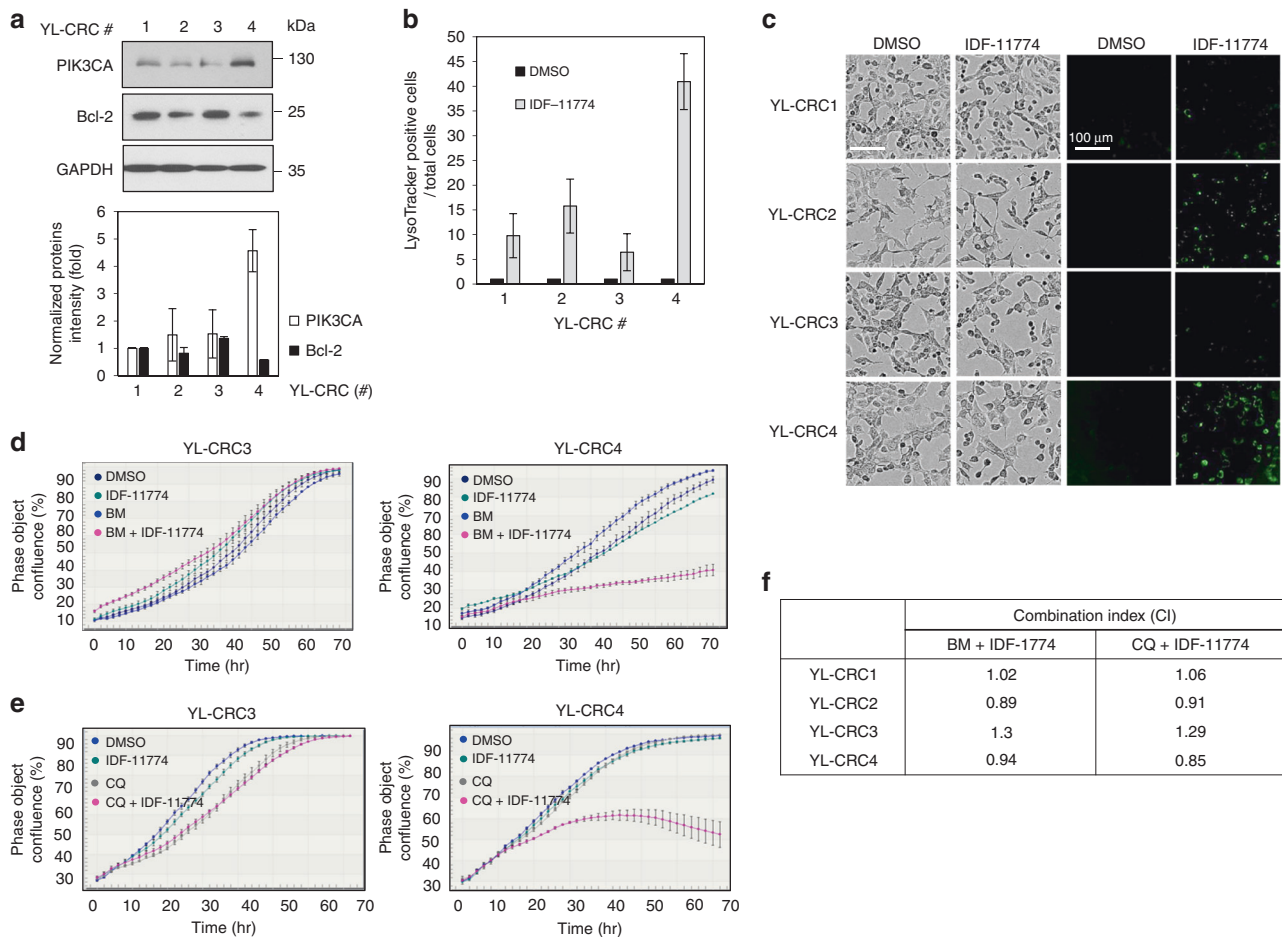 a
YL-CRC # 1 2 3 4 kDa
PIK3CA 130
Bcl-2 25
GAPDH 35
Normalized proteins
intensity (fold)
6
5
4
3
2
1
0
PIK3CA
Bcl-2
1 2 3 4 YL-CRC (#)
b
LysoTracker positive cells
/ total cells
50
45
40
35
30
25
20
15
10
5
0
DMSO
IDF–11774
1 2 3 4
YL-CRC #
c
DMSO IDF-11774 DMSO IDF-11774
YL-CRC1
100 µm
YL-CRC2
YL-CRC3
YL-CRC4
d
YL-CRC3
Phase object
confluence (%)
90
80
70
60
50
40
30
20
10
DMSO
IDF-11774
BM
BM + IDF-11774
0 10 20 30 40 50 60 70
Time (hr)
YL-CRC4
Phase object
confluence (%)
90
80
70
60
50
40
30
20
10
DMSO
IDF-11774
BM
BM + IDF-11774
0 10 20 30 40 50 60 70
Time (hr)
e
YL-CRC3
Phase object
confluence (%)
90
80
70
60
50
40
30
DMSO
IDF-11774
CQ
CQ + IDF-11774
0 10 20 30 40 50 60 70
Time (hr)
YL-CRC4
Phase object
confluence (%)
90
80
70
60
50
40
30
DMSO
IDF-11774
CQ
CQ + IDF-11774
0 10 20 30 40 50 60 70
Time (hr)
f
Combination index (CI)
BM + IDF-1774 CQ + IDF-11774
YL-CRC1 1.02 1.06
YL-CRC2 0.89 0.91
YL-CRC3 1.3 1.29
YL-CRC4 0.94 0.85